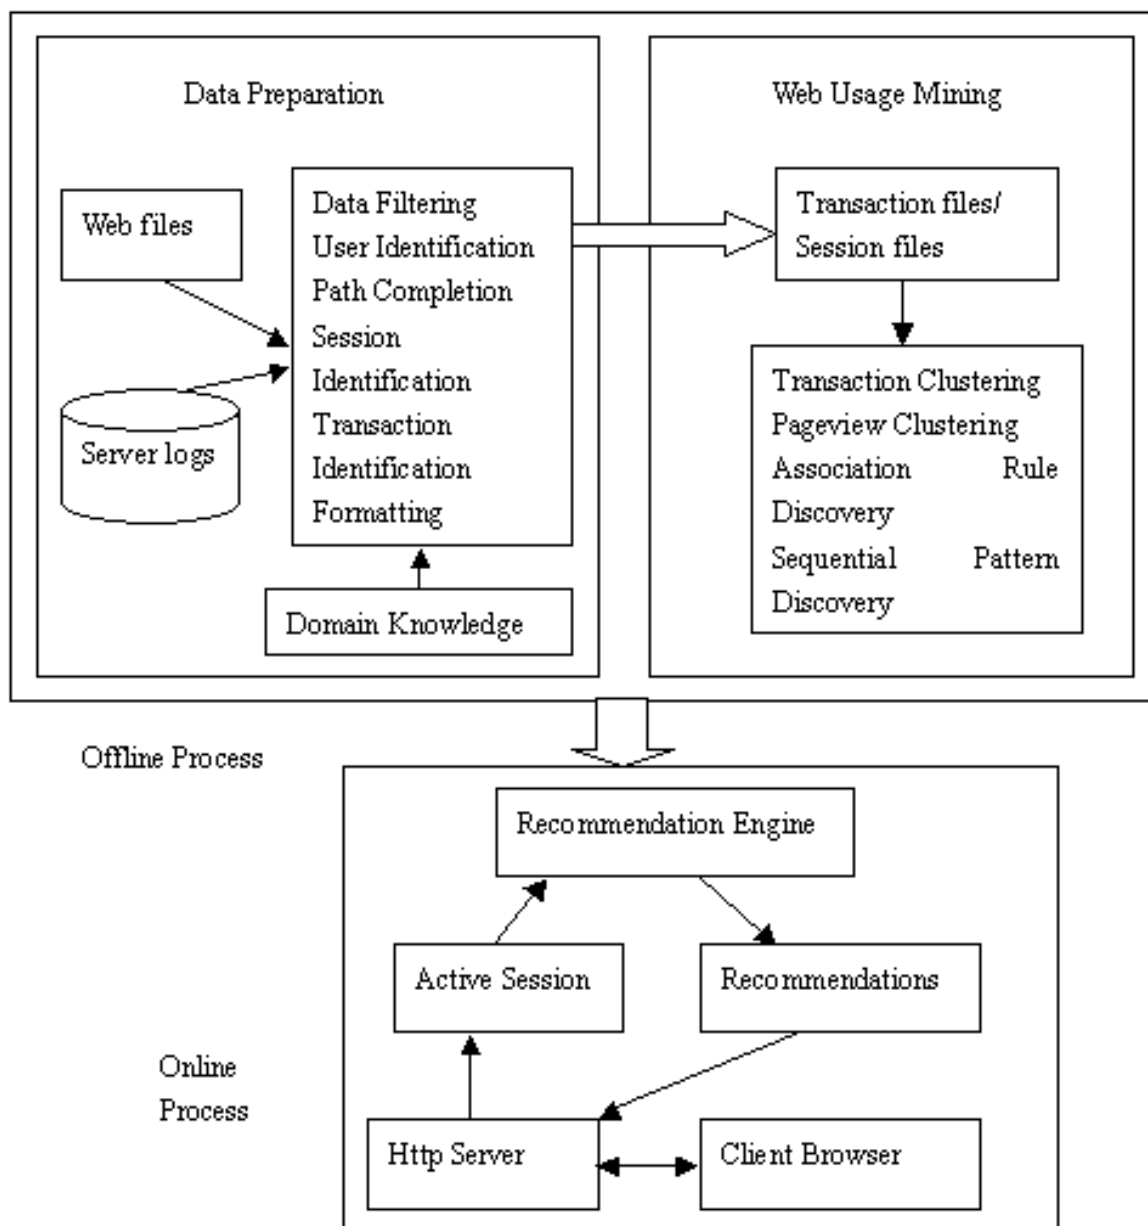 Data Preparation
Web files
Server logs
Data Filtering
User Identification
Path Completion
Session
Identification
Transaction
Identification
Formatting
Domain Knowledge
Web Usage Mining
Transaction files/
Session files
Transaction Clustering
Pageview Clustering
Association Rule
Discovery
Sequential Pattern
Discovery
Offline Process
Recommendation Engine
Active Session
Recommendations
Online
Process
Http Server
Client Browser